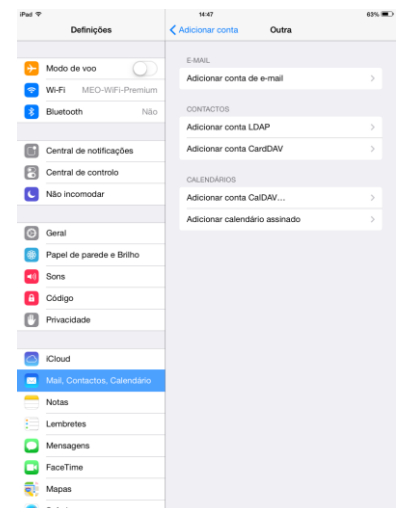 iPad 14:47 63%
Definições
Adicionar conta Outra
Modo de voo
Wi-Fi MEO-WiFi-Premium
Bluetooth Não
Central de notificações
Central de controlo
Não incomodar
Geral
Papel de parede e Brilho
Sons
Código
Privacidade
iCloud
Mail, Contactos, Calendário
Notas
Lembretes
Mensagens
FaceTime
Mapas
E-MAIL
Adicionar conta de e-mail
CONTACTOS
Adicionar conta LDAP
Adicionar conta CardDAV
CALENDÁRIOS
Adicionar conta CalDAV...
Adicionar calendário assinado